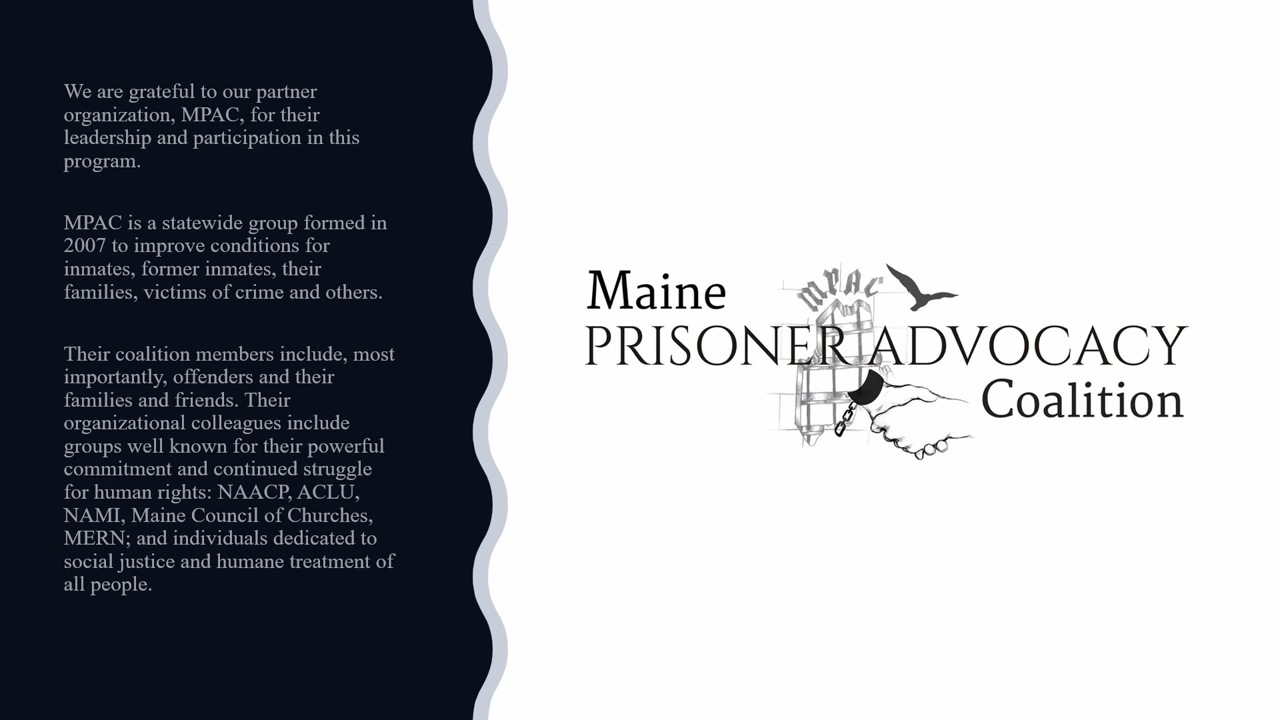 We are grateful to our partner
organization, MPAC, for their
leadership and participation in this
program.
MPAC is a statewide group formed in
2007 to improve conditions for
inmates, former inmates, their
families, victims of crime and others.
Their coalition members include, most
importantly, offenders and their
families and friends. Their
organizational colleagues include
groups well known for their powerful
commitment and continued struggle
for human rights: NAACP, ACLU,
NAMI, Maine Council of Churches,
MERN; and individuals dedicated to
social justice and humane treatment of
all people.
mpac
Maine
PRISONER ADVOCACY
Coalition